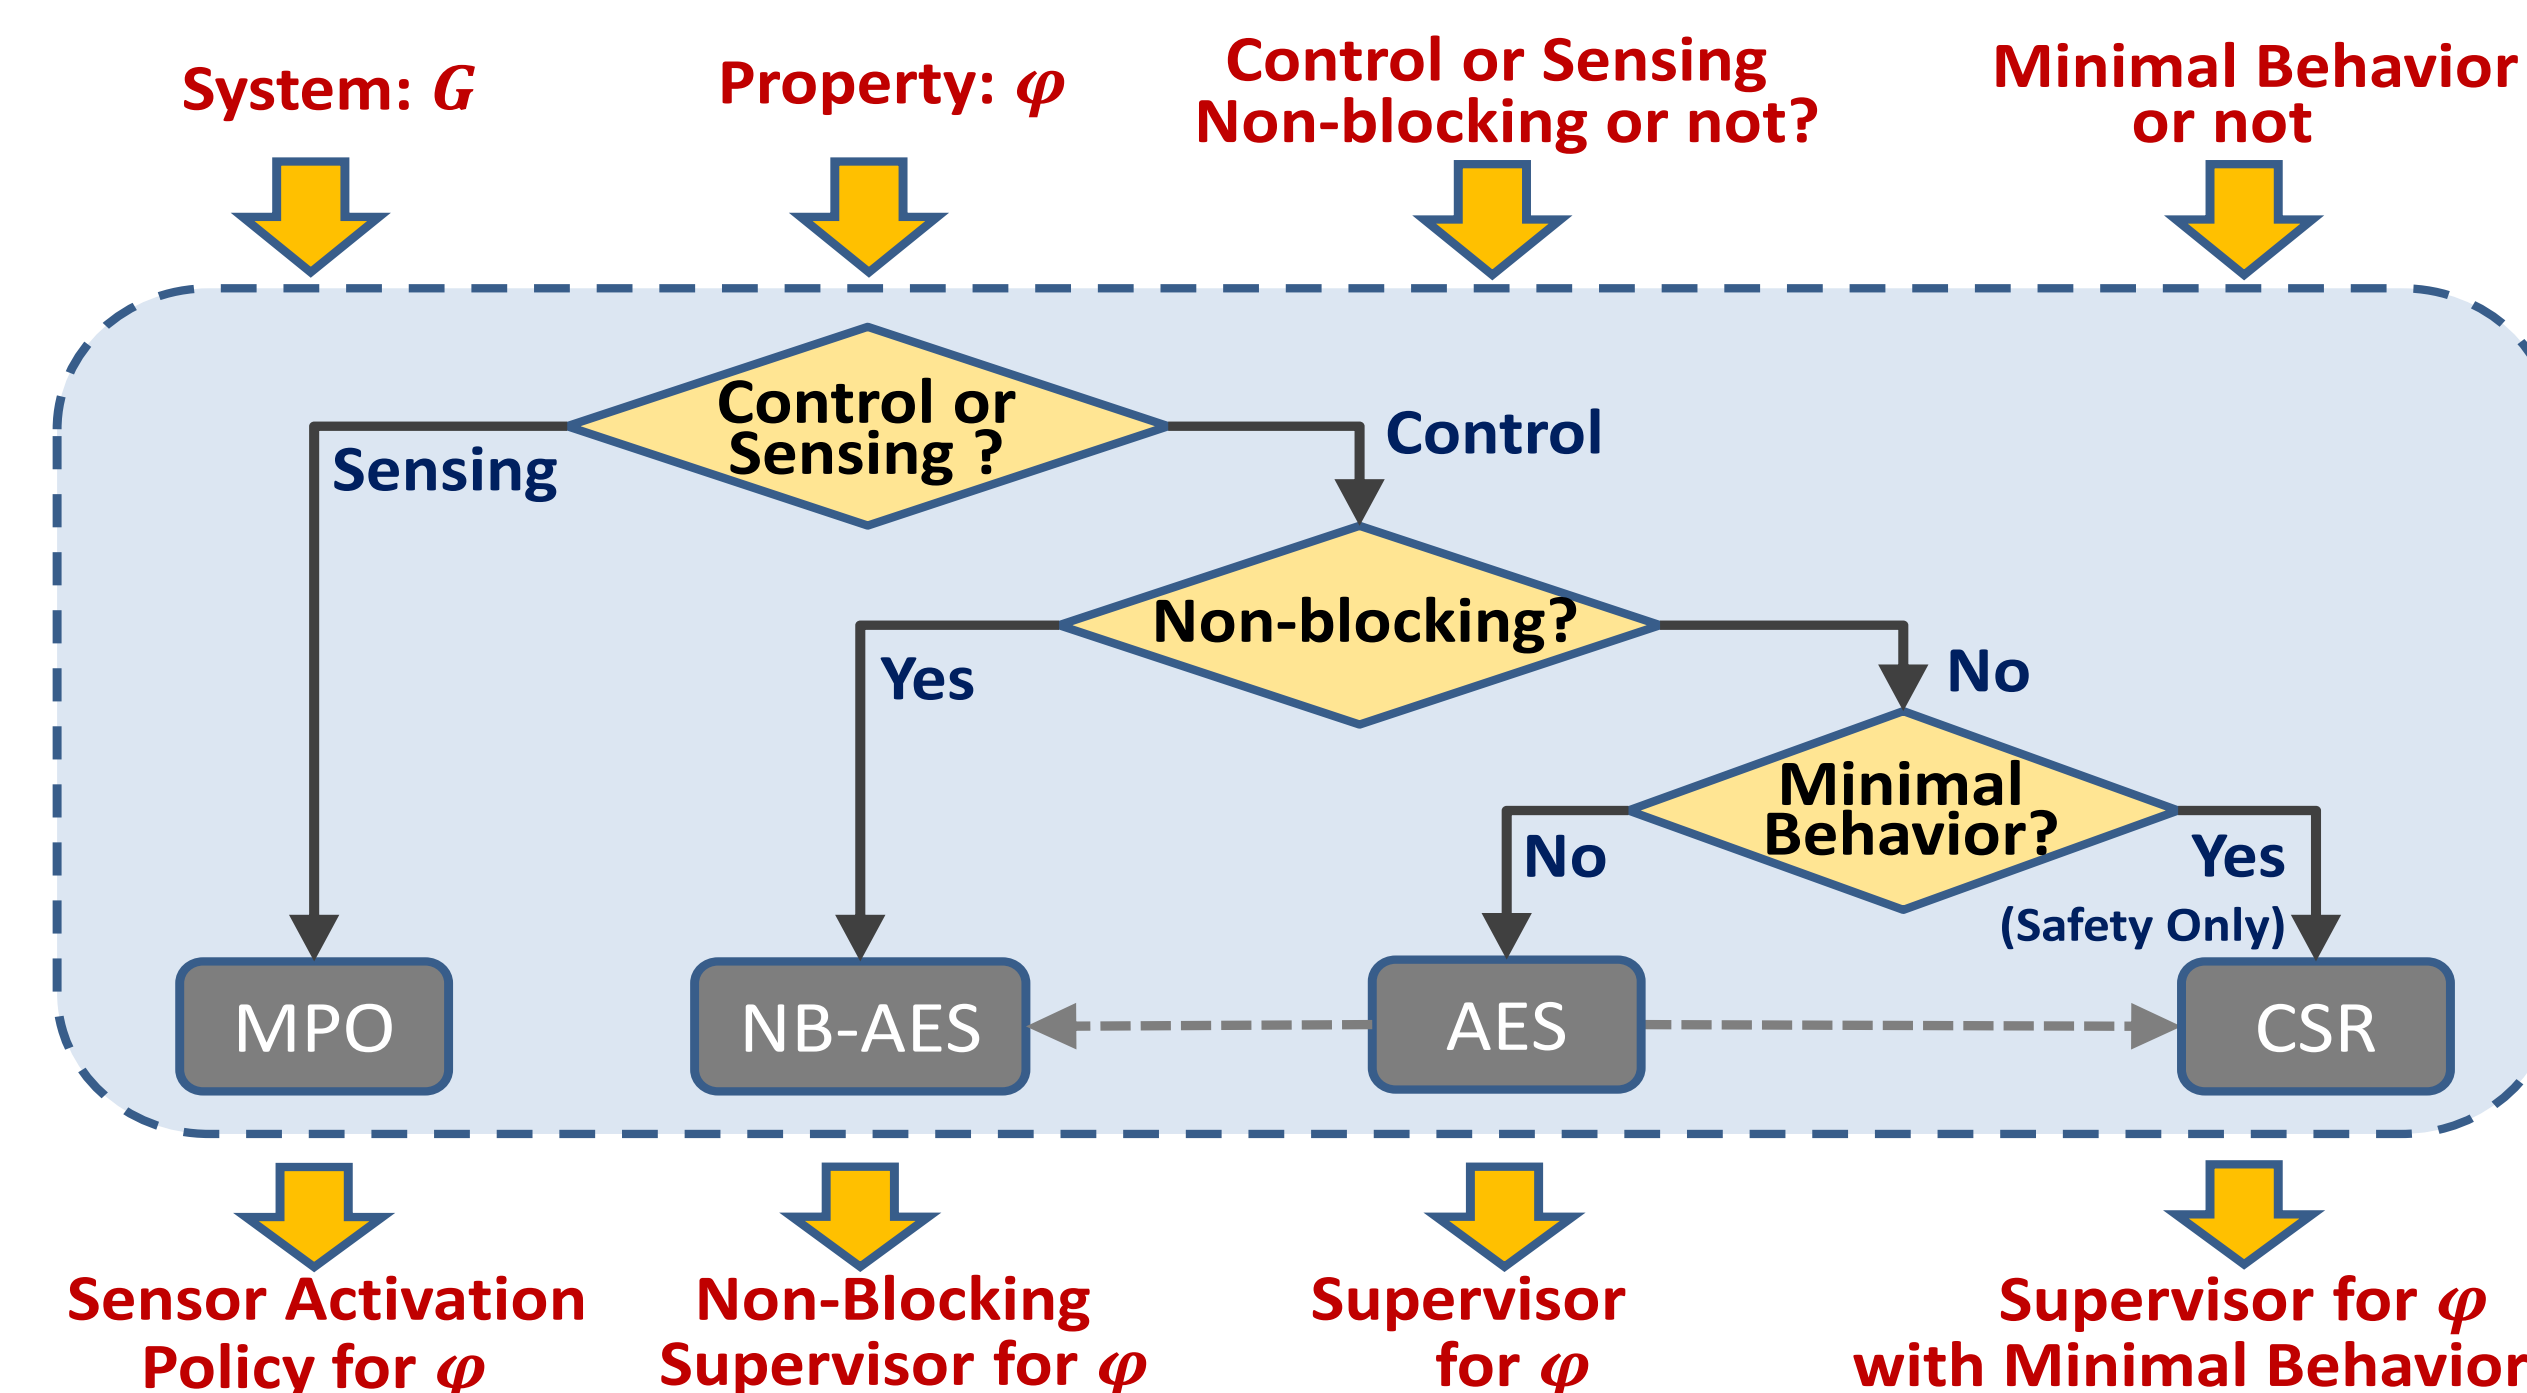 System: G
Property: φ
Control or Sensing
Non-blocking or not?
Minimal Behavior
or not
Control or
Sensing ?
Sensing
Control
Non-blocking?
Yes
No
Minimal
Behavior?
No
Yes
(Safety Only)
MPO
NB-AES
AES
CSR
Sensor Activation
Policy for φ
Non-Blocking
Supervisor for φ
Supervisor
for φ
Supervisor for φ
with Minimal Behavior